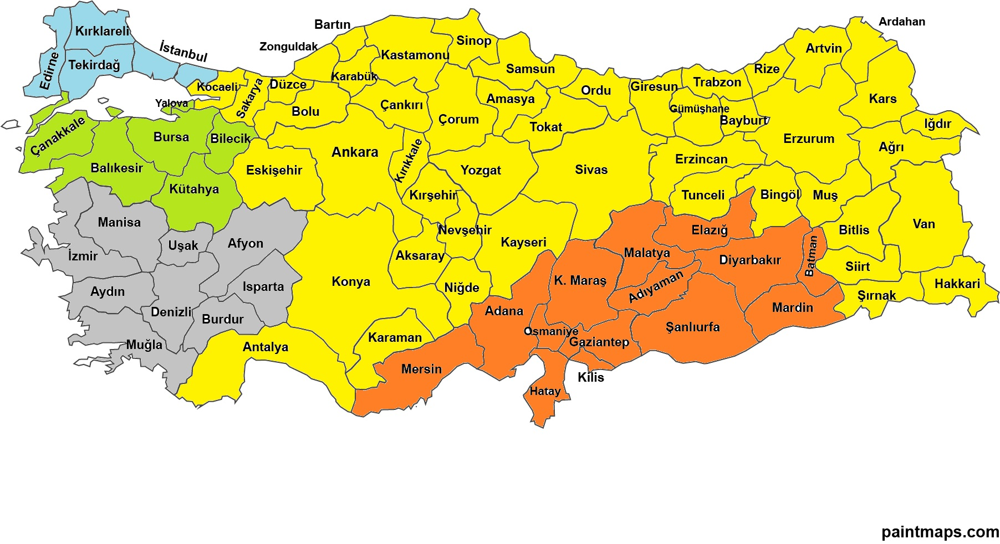 Bartın
Ardahan
Kırklareli
Zonguldak
Sinop
Artvin
İstanbul
Kastamonu
Tekirdağ
Edirne
Samsun
Rize
Karabük
Trabzon
Kocaeli
Düzce
Giresun
Ordu
Sakarya
Amasya
Kars
Yalova
Çankırı
Gümüşhane
Bolu
Çorum
Bayburt
Iğdır
Tokat
Çanakkale
Bursa
Bilecik
Erzurum
Ağrı
Ankara
Kırıkkale
Erzincan
Balıkesir
Eskişehir
Yozgat
Sivas
Kütahya
Kırşehir
Tunceli
Bingöl
Muş
Manisa
Van
Nevşehir
Elazığ
Bitlis
Uşak
Afyon
Kayseri
İzmir
Aksaray
Malatya
Diyarbakır
Batman
Siirt
Konya
K. Maraş
Isparta
Niğde
Adıyaman
Hakkari
Aydın
Şırnak
Denizli
Adana
Mardin
Burdur
Şanlıurfa
Osmaniye
Karaman
Gaziantep
Muğla
Antalya
Mersin
Kilis
Hatay
paintmaps.com